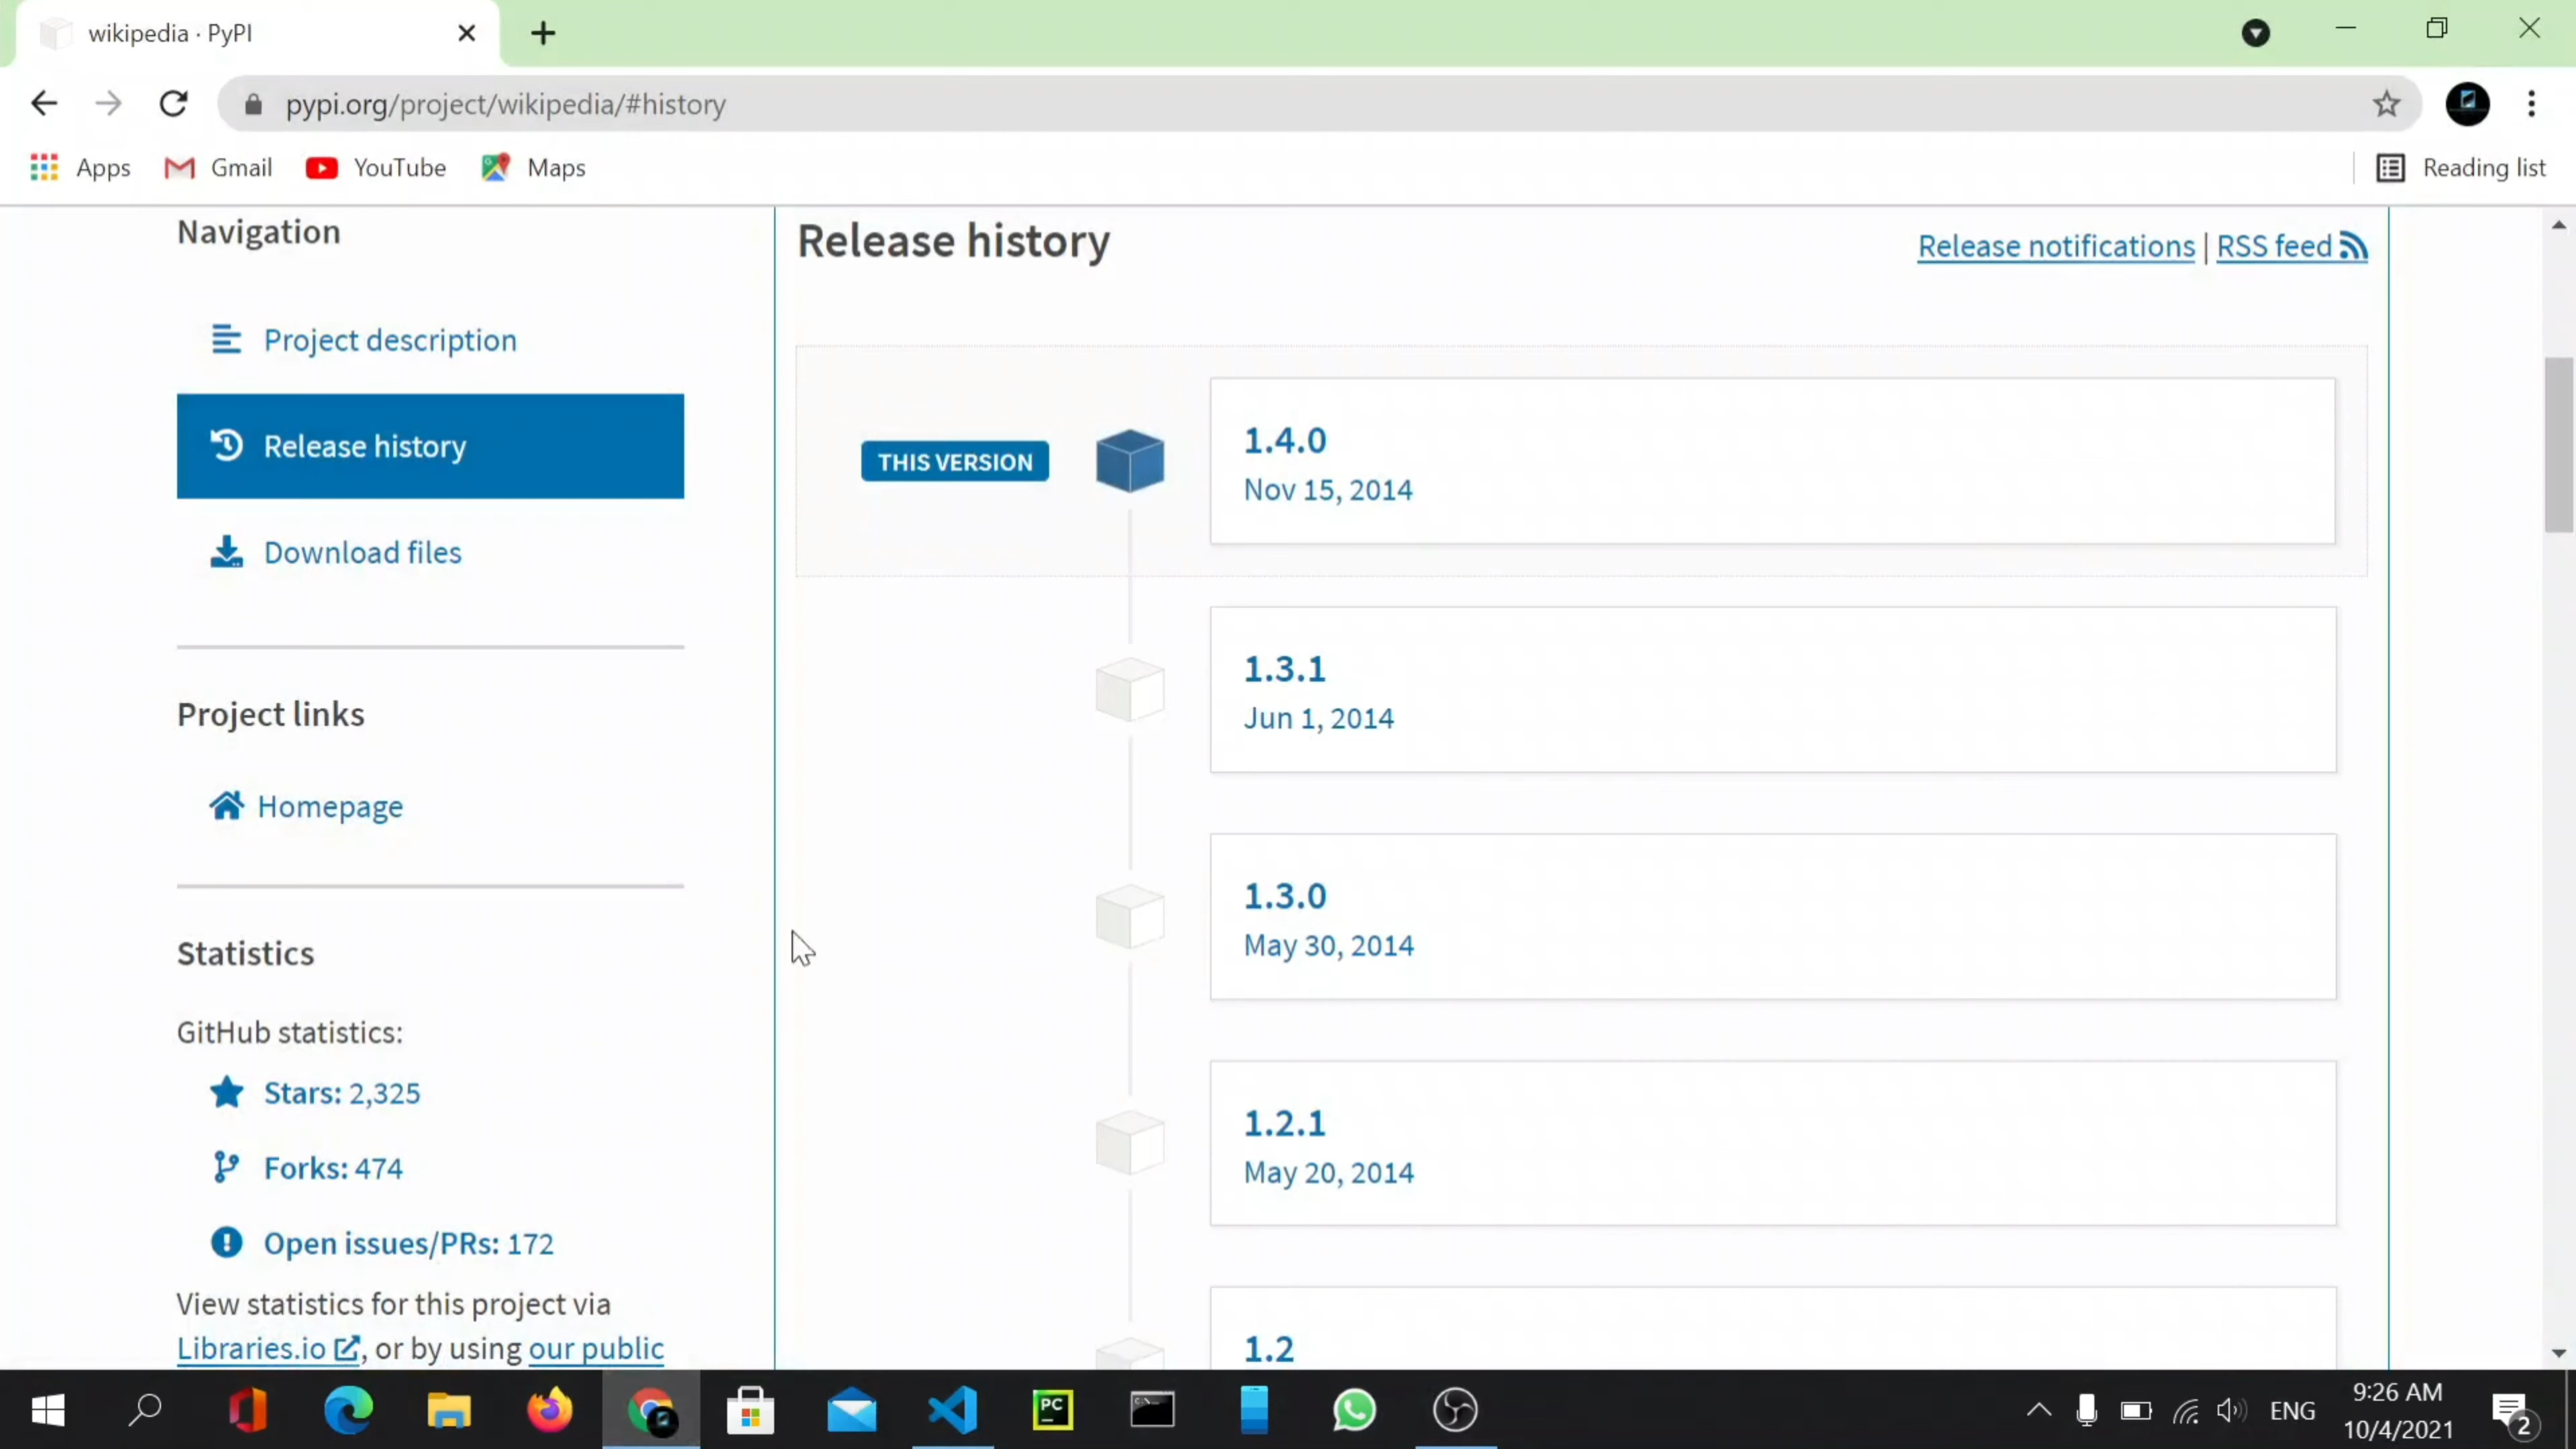 wikipedia · PyPI
pypi.org/project/wikipedia/#history
Apps
Gmail
YouTube
Maps
Reading list
Navigation
Project description
Release history
Download files
Project links
Homepage
Statistics
GitHub statistics:
Stars: 2,325
Forks: 474
Open issues/PRs: 172
View statistics for this project via
Libraries.io, or by using our public
Release history
Release notifications | RSS feed
THIS VERSION
1.4.0
Nov 15, 2014
1.3.1
Jun 1, 2014
1.3.0
May 30, 2014
1.2.1
May 20, 2014
1.2
PC
ENG
9:26 AM
10/4/2021
2